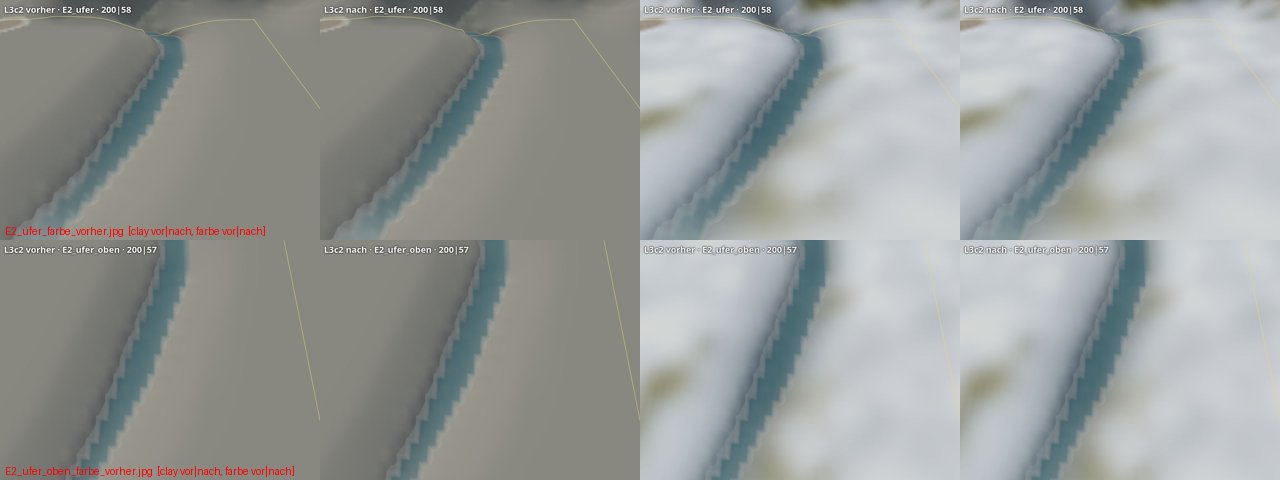 L3c2 vorher · E2_ufer · 200|58
L3c2 nach · E2_ufer · 200|58
L3c2 vorher · E2_ufer · 200|58
L3c2 nach · E2_ufer · 200|58
E2_ufer_farbe_vorher.jpg [clay vor|nach, farbe vor|nach]
L3c2 vorher · E2_ufer_oben · 200|57
L3c2 nach · E2_ufer_oben · 200|57
L3c2 vorher · E2_ufer_oben · 200|57
L3c2 nach · E2_ufer_oben · 200|57
E2_ufer_oben_farbe_vorher.jpg [clay vor|nach, farbe vor|nach]